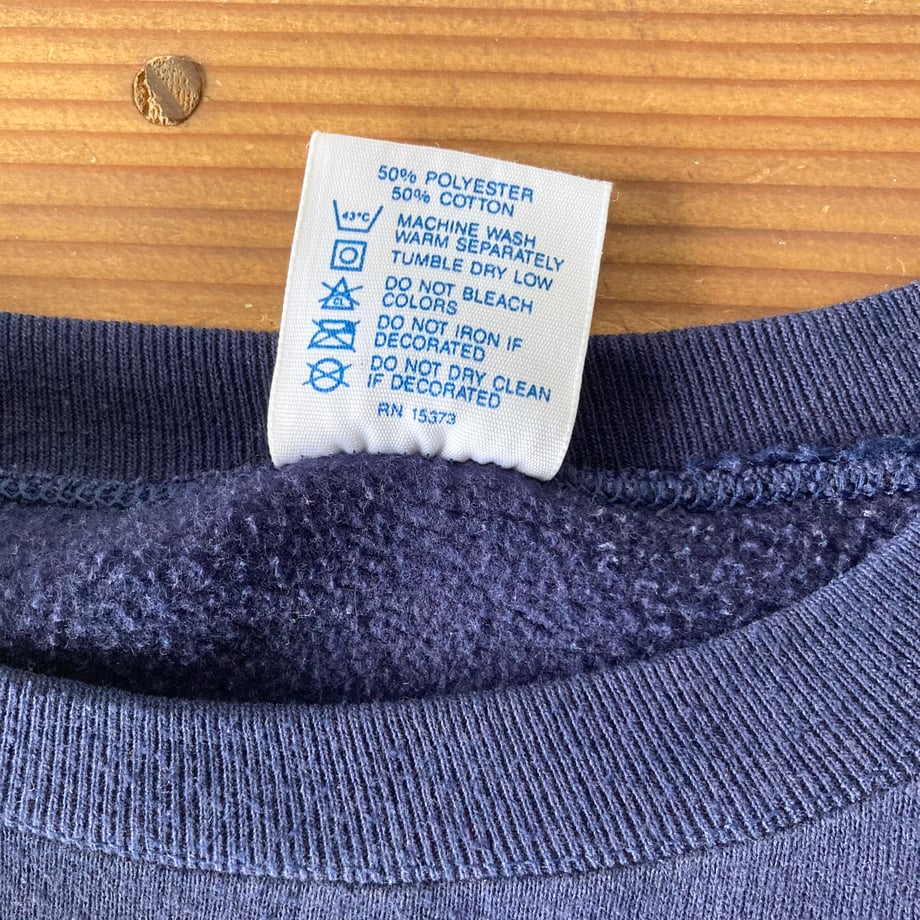 50% POLYESTER
50% COTTON
43°C
MACHINE WASH
WARM SEPARATELY
TUMBLE DRY LOW
CL
DO NOT BLEACH
COLORS
DO NOT IRON IF
DECORATED
DO NOT DRY CLEAN
IF DECORATED
RN 15373